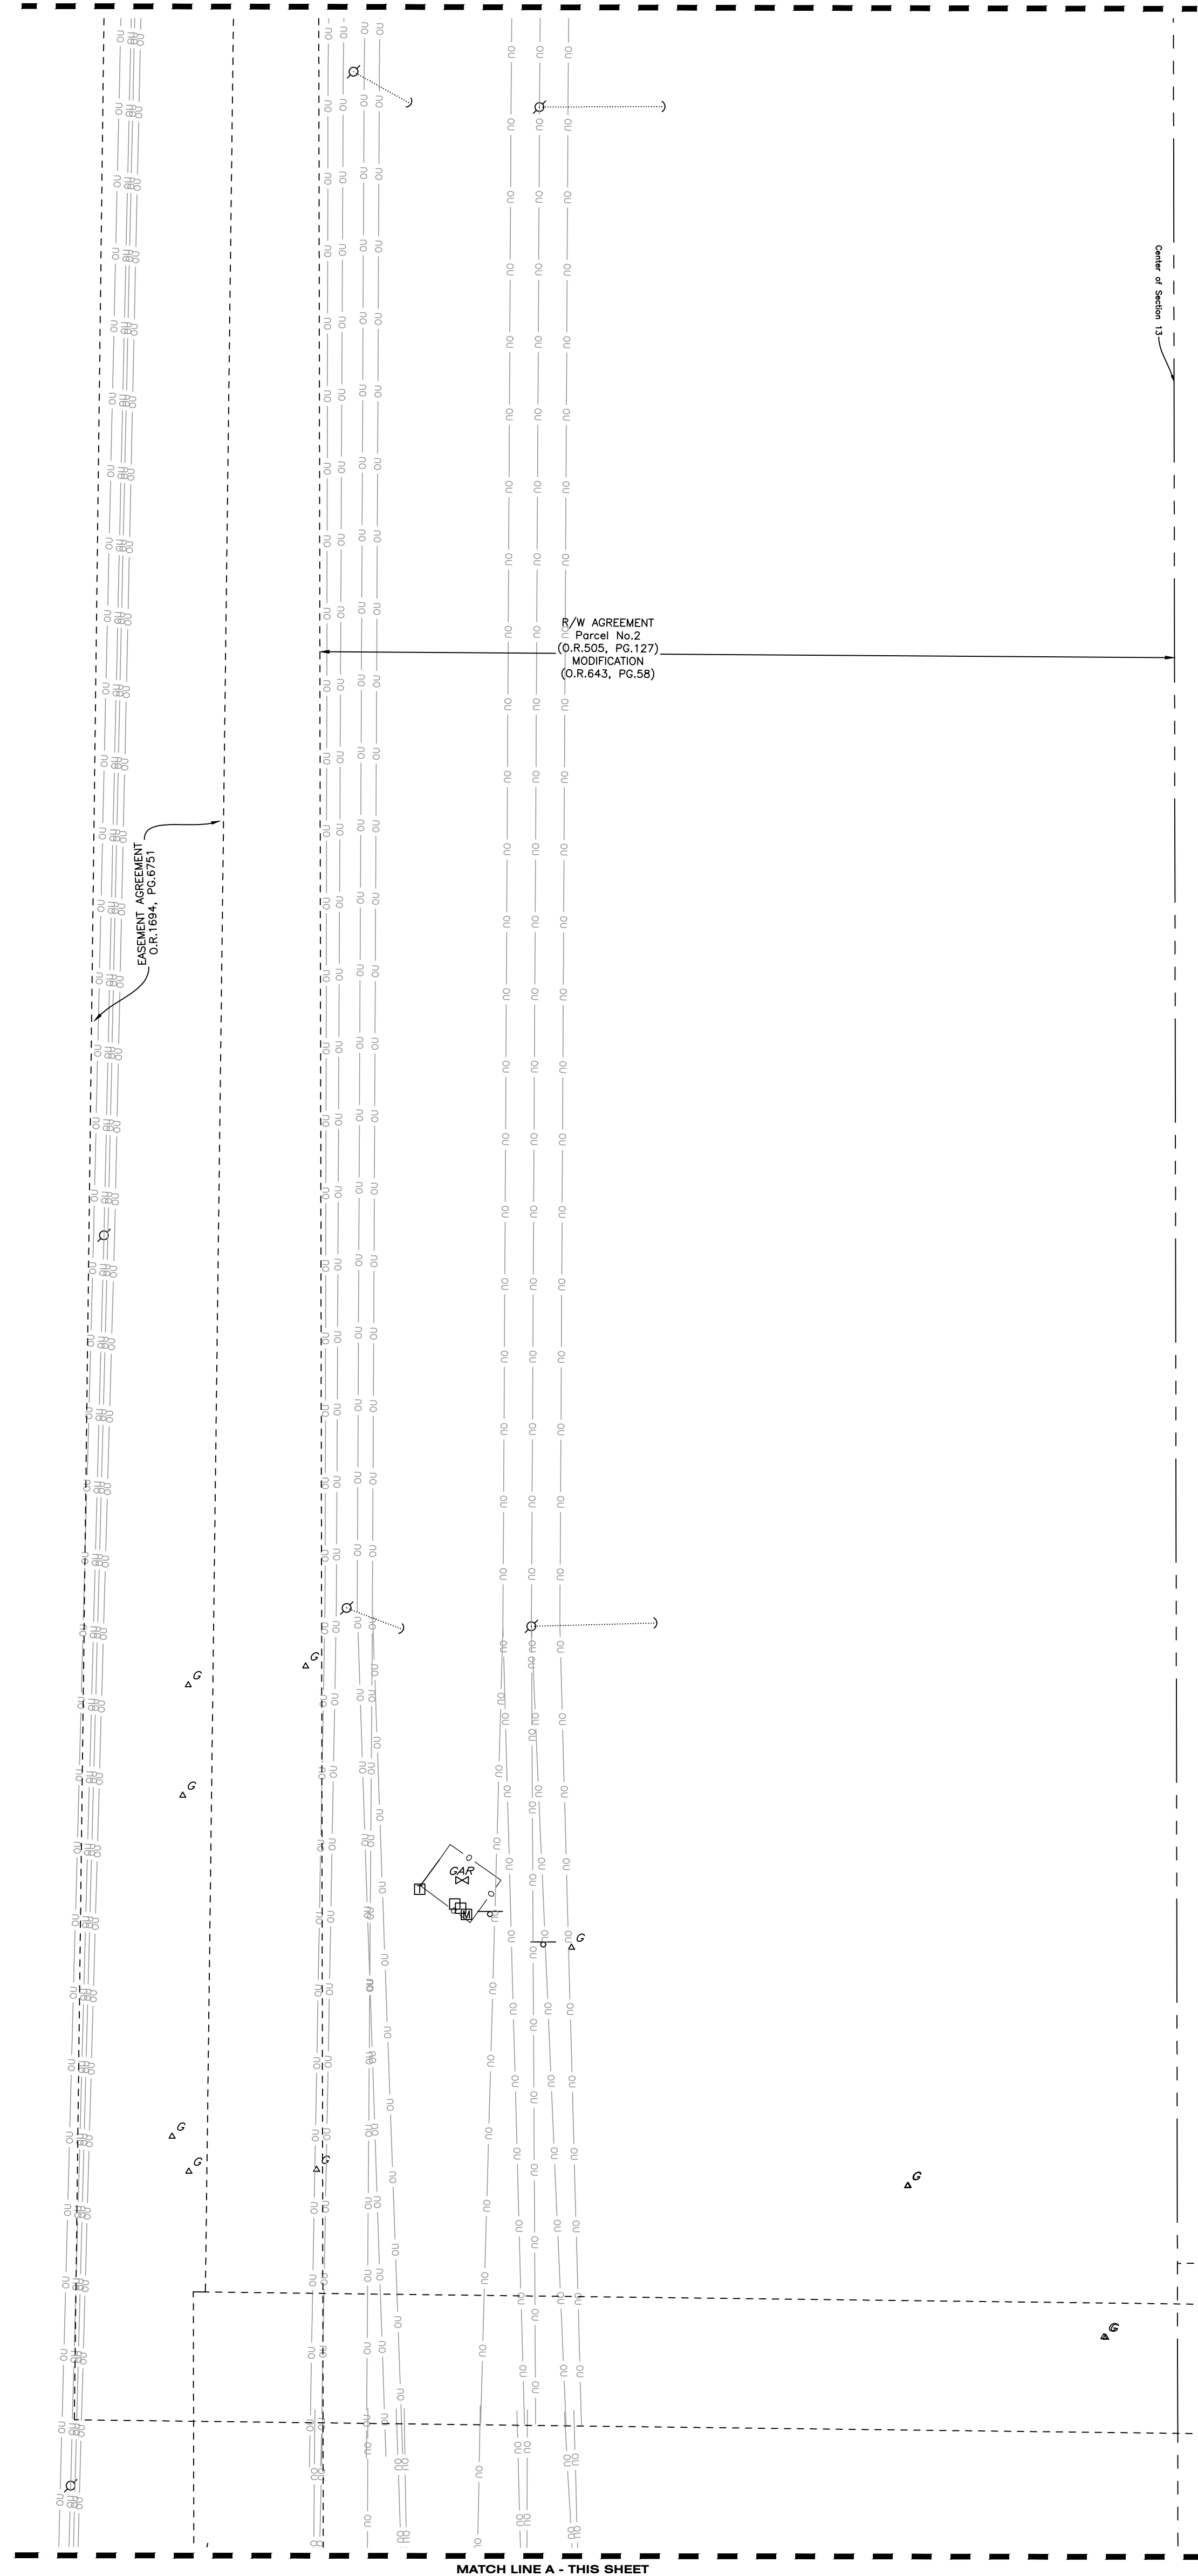 Center of Section 13
R/W AGREEMENT
Parcel No.2
(O.R.505, PG.127)
MODIFICATION
(O.R.643, PG.58)
EASEMENT AGREEMENT
O.R.1694, PG.6751
G
G
G
GAR
T
M
G
G
G
G
G
G
MATCH LINE A - THIS SHEET